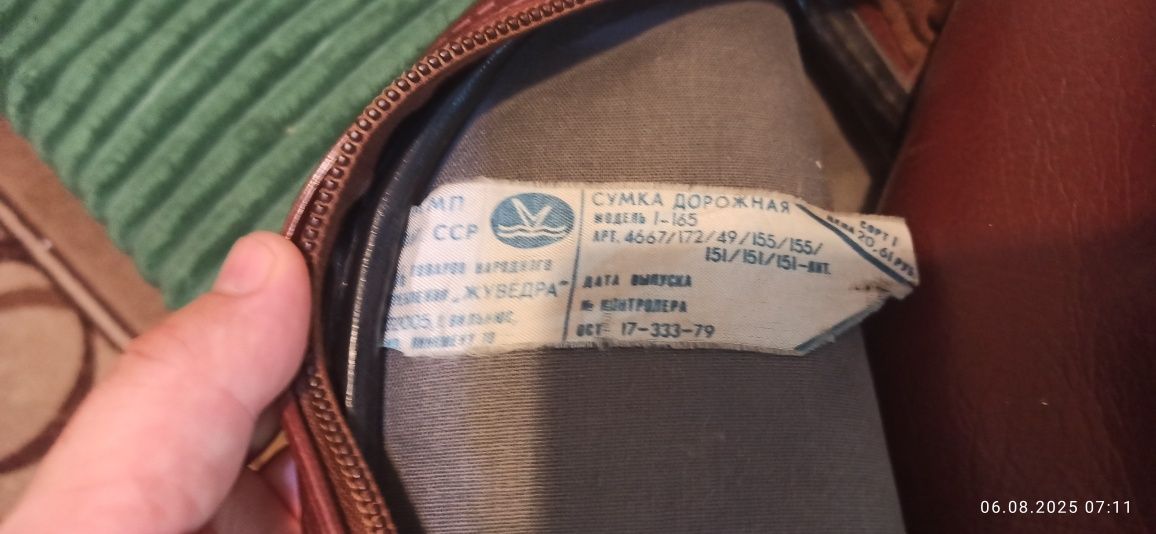 МП
ССР
ТОВАРОВ НАРОДНОГО
„ЖУВЕДРА"
2005, Г. ВИЛЬНЮС,
СУМКА ДОРОЖНАЯ
МОДЕЛЬ 1-165
АРТ. 4667/172/49/155/155/
151/151/151-ЛИТ.
ДАТА ВЫПУСКА
№ КОНТРОЛЕРА
ОСТ 17-333-79
СОРТ 1
ЦЕНА 20.61 РУБ.
06.08.2025 07:11